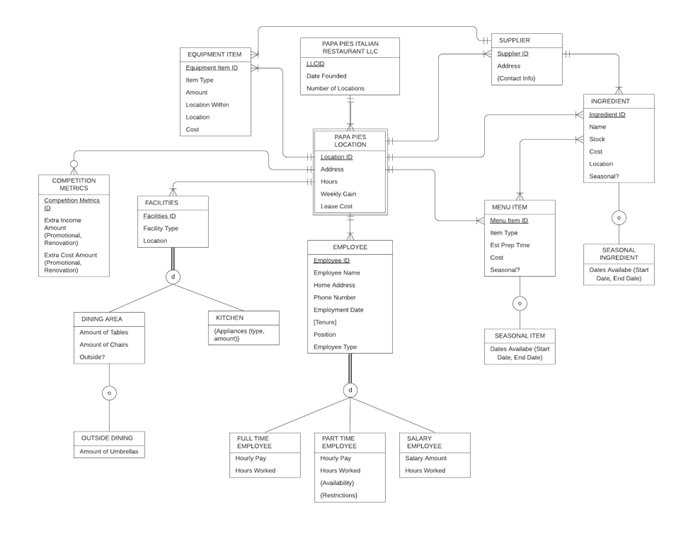 PAPA PIES ITALIAN
RESTAURANT LLC
LLCID
Date Founded
Number of Locations
SUPPLIER
Supplier ID
Address
{Contact Info}
EQUIPMENT ITEM
Equipment Item ID
Item Type
Amount
Location Within
Location
Cost
INGREDIENT
Ingredient ID
Name
Stock
Cost
Location
Seasonal?
PAPA PIES
LOCATION
Location ID
Address
Hours
Weekly Gain
Lease Cost
COMPETITION
METRICS
Competition Metrics
ID
Extra Income
Amount
(Promotional,
Renovation)
Extra Cost Amount
(Promotional,
Renovation)
FACILITIES
Facilities ID
Facility Type
Location
MENU ITEM
Menu Item ID
Item Type
Est Prep Time
Cost
Seasonal?
o
SEASONAL
INGREDIENT
Dates Availabe (Start
Date, End Date)
EMPLOYEE
Employee ID
Employee Name
Home Address
Phone Number
Employment Date
[Tenure]
Position
Employee Type
d
DINING AREA
Amount of Tables
Amount of Chairs
Outside?
KITCHEN
{Appliances (type,
amount)}
o
SEASONAL ITEM
Dates Availabe (Start
Date, End Date)
o
OUTSIDE DINING
Amount of Umbrellas
d
FULL TIME
EMPLOYEE
Hourly Pay
Hours Worked
PART TIME
EMPLOYEE
Hourly Pay
Hours Worked
{Availability}
{Restrictions}
SALARY
EMPLOYEE
Salary Amount
Hours Worked